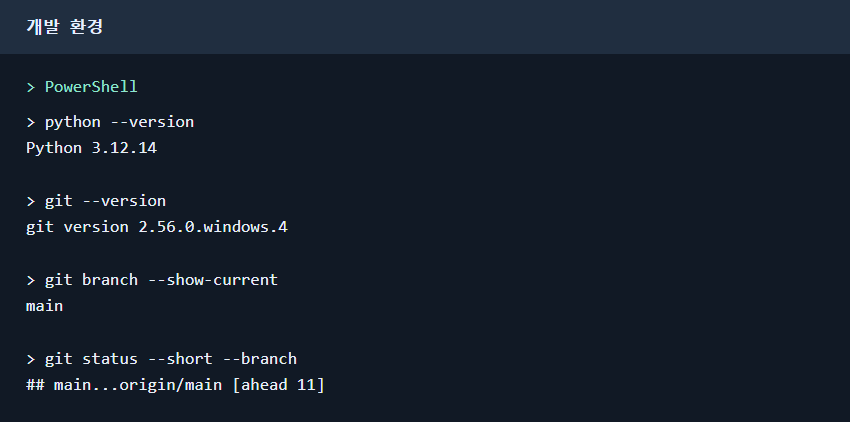 개발 환경
> PowerShell
> python --version
Python 3.12.14
> git --version
git version 2.56.0.windows.4
> git branch --show-current
main
> git status --short --branch
## main...origin/main [ahead 11]